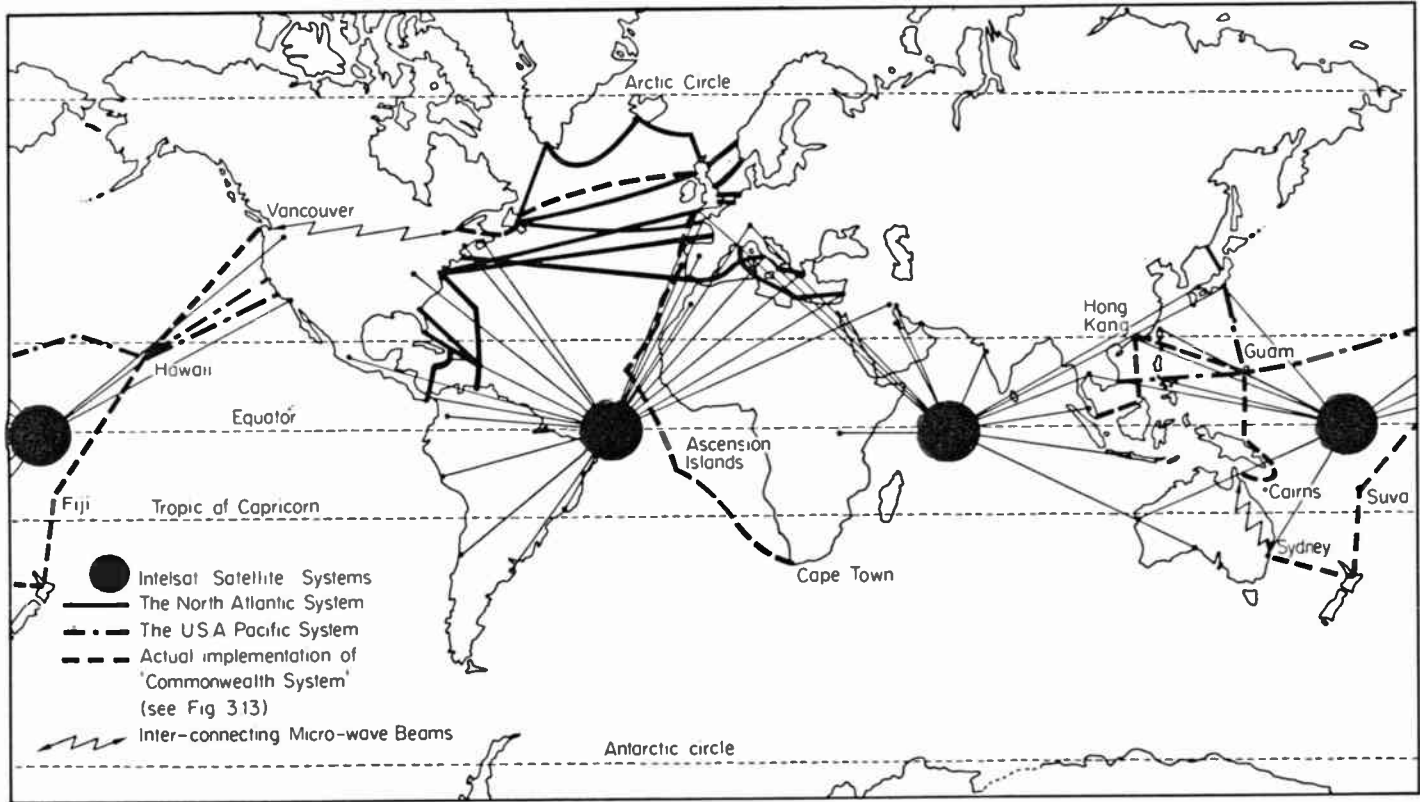 Arctic Circle
Vancouver
Hong
Kong
Guam
Hawaii
Equator
Ascension
Islands
Cairns
Suva
Fiji
Tropic of Capricorn
Sydney
Cape Town
Intelsat Satellite Systems
The North Atlantic System
The USA Pacific System
Actual implementation of
'Commonwealth System'
(see Fig 3.13)
Inter-connecting Micro-wave Beams
Antarctic circle